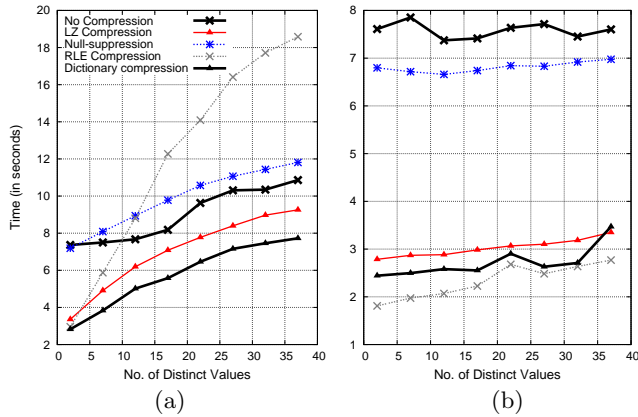 No Compression
LZ Compression
Null-suppression
RLE Compression
Dictionary compression
Time (in seconds)
20
18
16
14
12
10
8
6
4
2
0 5 10 15 20 25 30 35 40
No. of Distinct Values
(a)
8
7
6
5
4
3
2
1
0 5 10 15 20 25 30 35 40
No. of Distinct Values
(b)